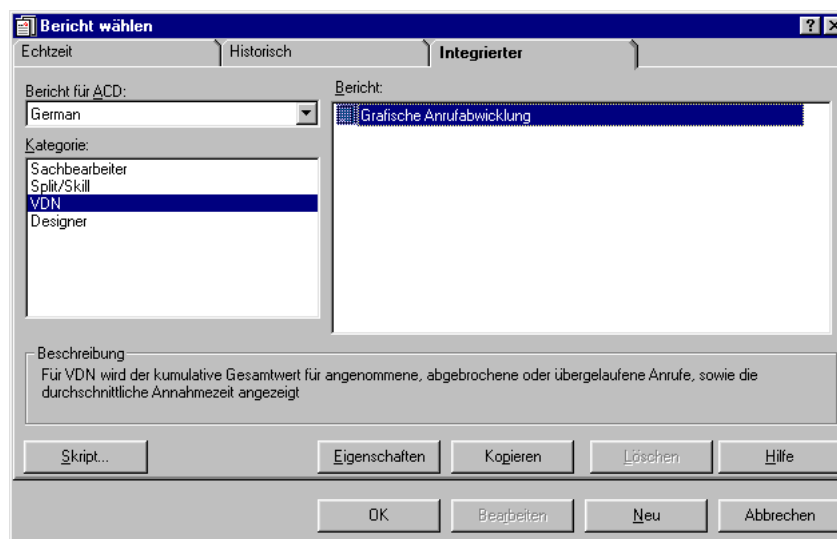 Bericht wählen
Echtzeit
Historisch
Integrierter
Bericht für ACD:
German
Kategorie:
Sachbearbeiter
Split/Skill
VDN
Designer
Bericht:
Grafische Anrufabwicklung
Beschreibung
Für VDN wird der kumulative Gesamtwert für angenommene, abgebrochene oder übergelaufene Anrufe, sowie die
durchschnittliche Annahmezeit angezeigt
Skript...
Eigenschaften
Kopieren
Löschen
Hilfe
OK
Bearbeiten
Neu
Abbrechen